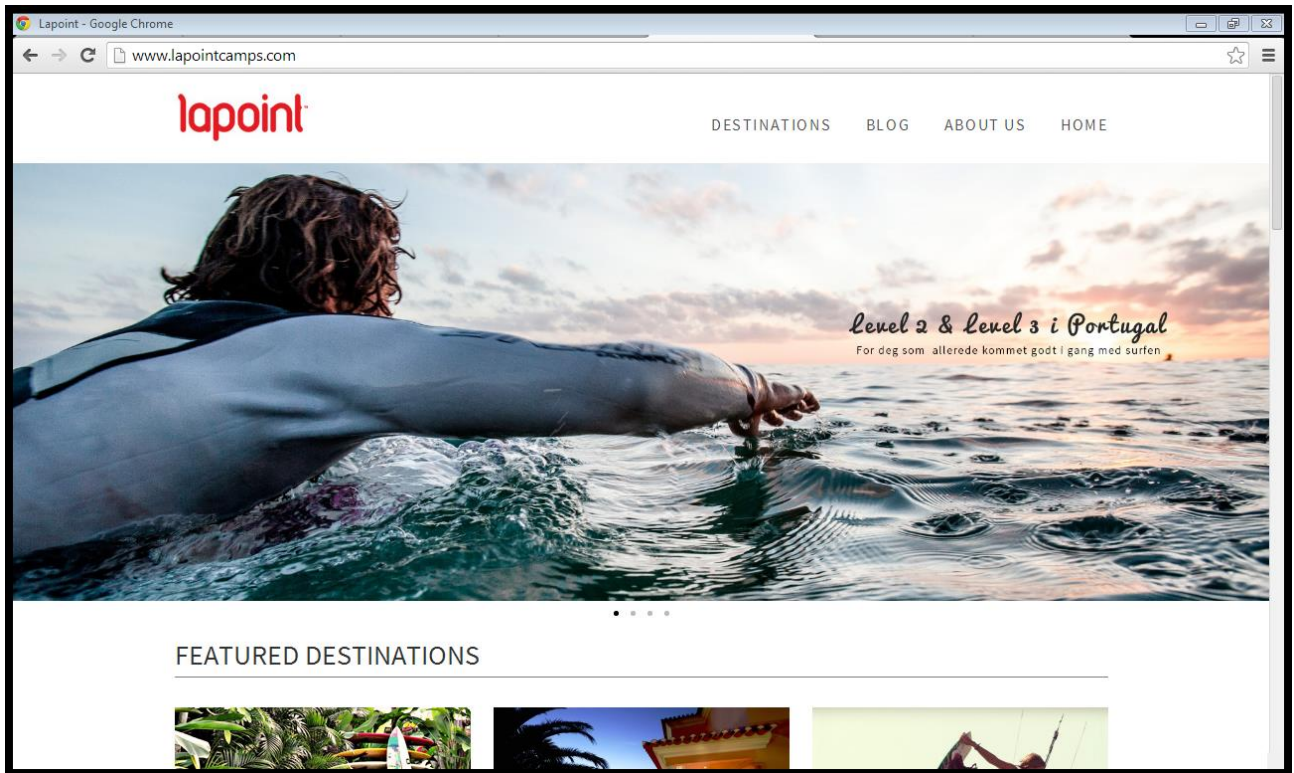 Lapoint - Google Chrome
www.lapointcamps.com
lapoint
DESTINATIONS BLOG ABOUT US HOME
Level 2 & Level 3 i Portugal
For deg som allerede kommet godt i gang med surfen
FEATURED DESTINATIONS